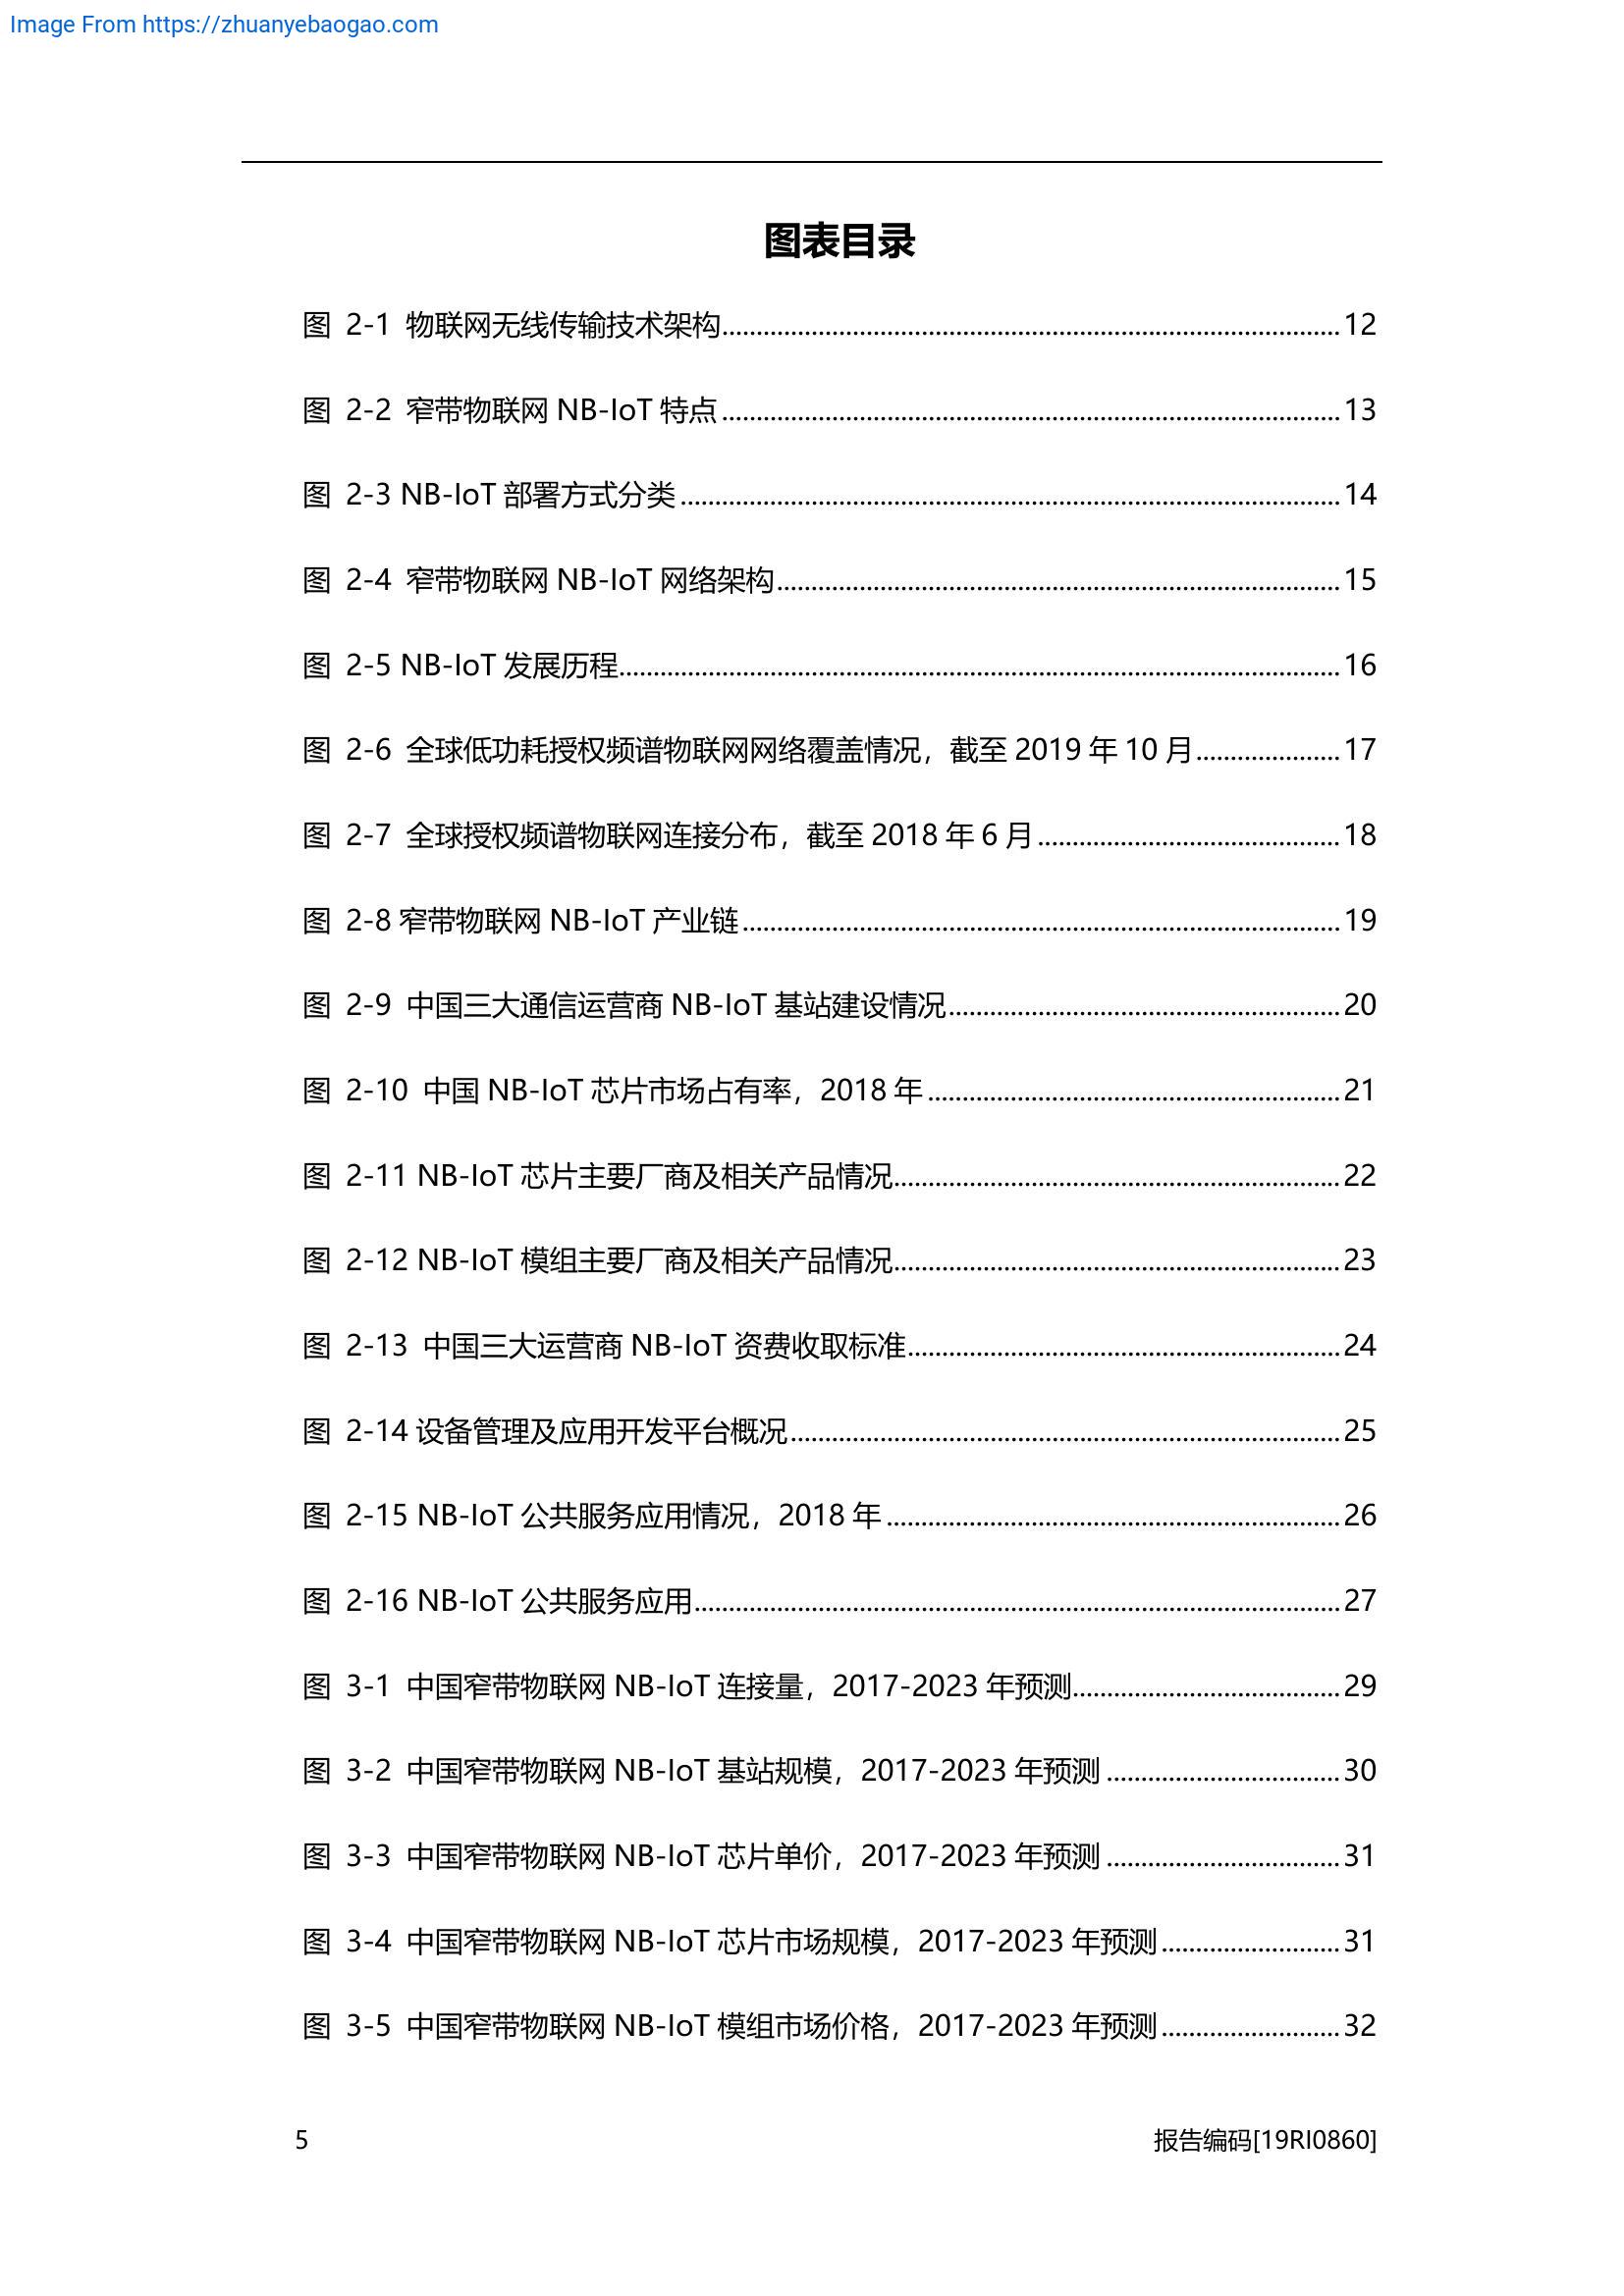 Image From https://zhuanyebaogao.com
图表目录
图 2-1 物联网无线传输技术架构........................................12
图 2-2 窄带物联网 NB-IoT 特点........................................13
图 2-3 NB-IoT 部署方式分类........................................14
图 2-4 窄带物联网 NB-IoT 网络架构........................................15
图 2-5 NB-IoT 发展历程........................................16
图 2-6 全球低功耗授权频谱物联网网络覆盖情况，截至 2019 年 10 月.....................17
图 2-7 全球授权频谱物联网连接分布，截至 2018 年 6 月........................................18
图 2-8 窄带物联网 NB-IoT 产业链........................................19
图 2-9 中国三大通信运营商 NB-IoT 基站建设情况........................................20
图 2-10 中国 NB-IoT 芯片市场占有率，2018 年........................................21
图 2-11 NB-IoT 芯片主要厂商及相关产品情况........................................22
图 2-12 NB-IoT 模组主要厂商及相关产品情况........................................23
图 2-13 中国三大运营商 NB-IoT 资费收取标准........................................24
图 2-14 设备管理及应用开发平台概况........................................25
图 2-15 NB-IoT 公共服务应用情况，2018 年........................................26
图 2-16 NB-IoT 公共服务应用........................................27
图 3-1 中国窄带物联网 NB-IoT 连接量，2017-2023 年预测........................................29
图 3-2 中国窄带物联网 NB-IoT 基站规模，2017-2023 年预测..................................30
图 3-3 中国窄带物联网 NB-IoT 芯片单价，2017-2023 年预测..................................31
图 3-4 中国窄带物联网 NB-IoT 芯片市场规模，2017-2023 年预测..........................31
图 3-5 中国窄带物联网 NB-IoT 模组市场价格，2017-2023 年预测..........................32
5 报告编码[19RI0860]